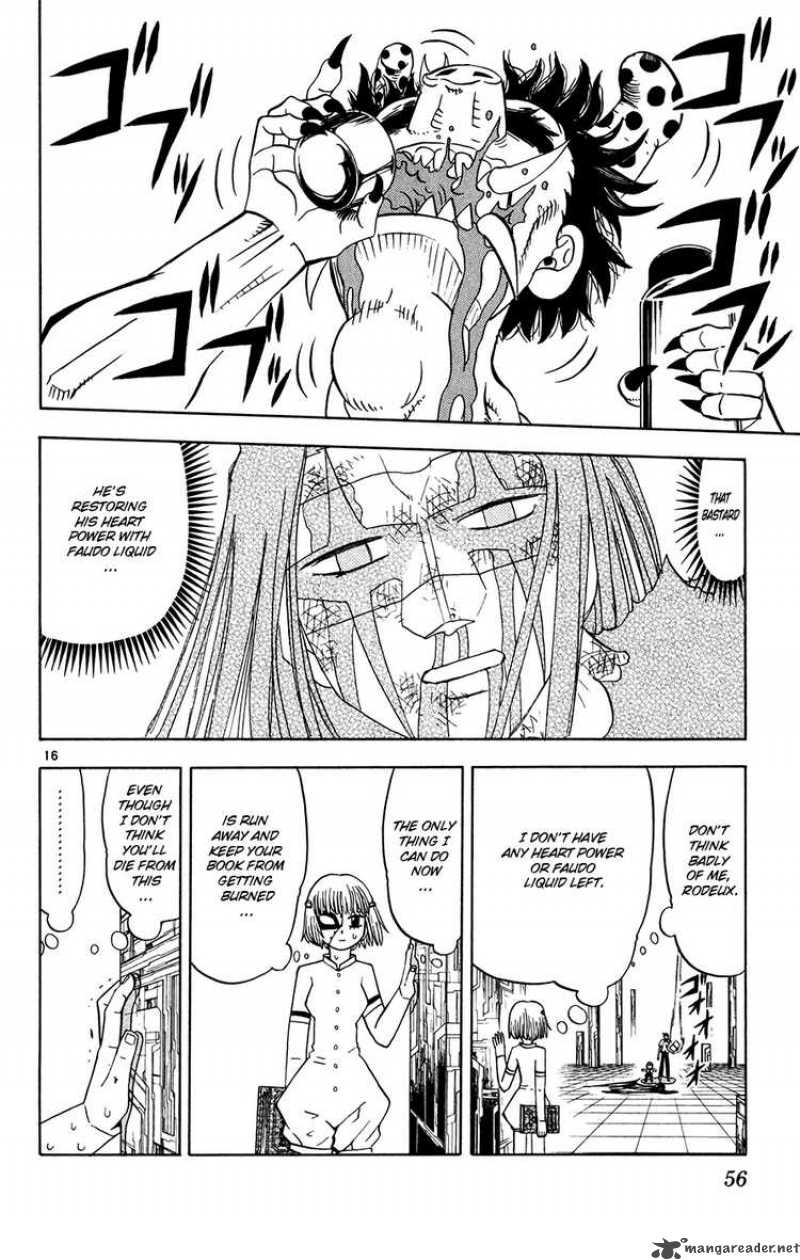 ゴブ
ゴブ
ゴブ
ゴブ
THAT
BASTARD
...
HE'S
RESTORING
HIS HEART
POWER WITH
FAUDO LIQUID
...
16
DON'T
THINK
BADLY
OF ME,
RODEUX.
I DON'T HAVE
ANY HEART
POWER OR FAUDO
LIQUID LEFT.
THE ONLY
THING I
CAN DO
NOW
...
IS RUN
AWAY AND
KEEP YOUR
BOOK FROM
GETTING
BURNED
...
EVEN
THOUGH
I DON'T
THINK
YOU'LL
DIE FROM
THIS
...
..........
56
mangareader.net